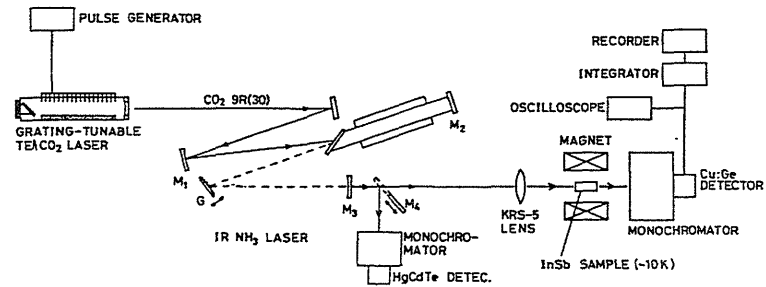 PULSE GENERATOR
RECORDER
INTEGRATOR
OSCILLOSCOPE
CO₂ 9R(30)
GRATING-TUNABLE
TEA CO₂ LASER
M₂
MAGNET
Cu:Ge
DETECTOR
M₁
G
M₃
M₄
KRS-5
LENS
MONOCHROMATOR
IR NH₃ LASER
MONOCHRO-
MATOR
HgCdTe DETEC.
InSb SAMPLE (~10K)